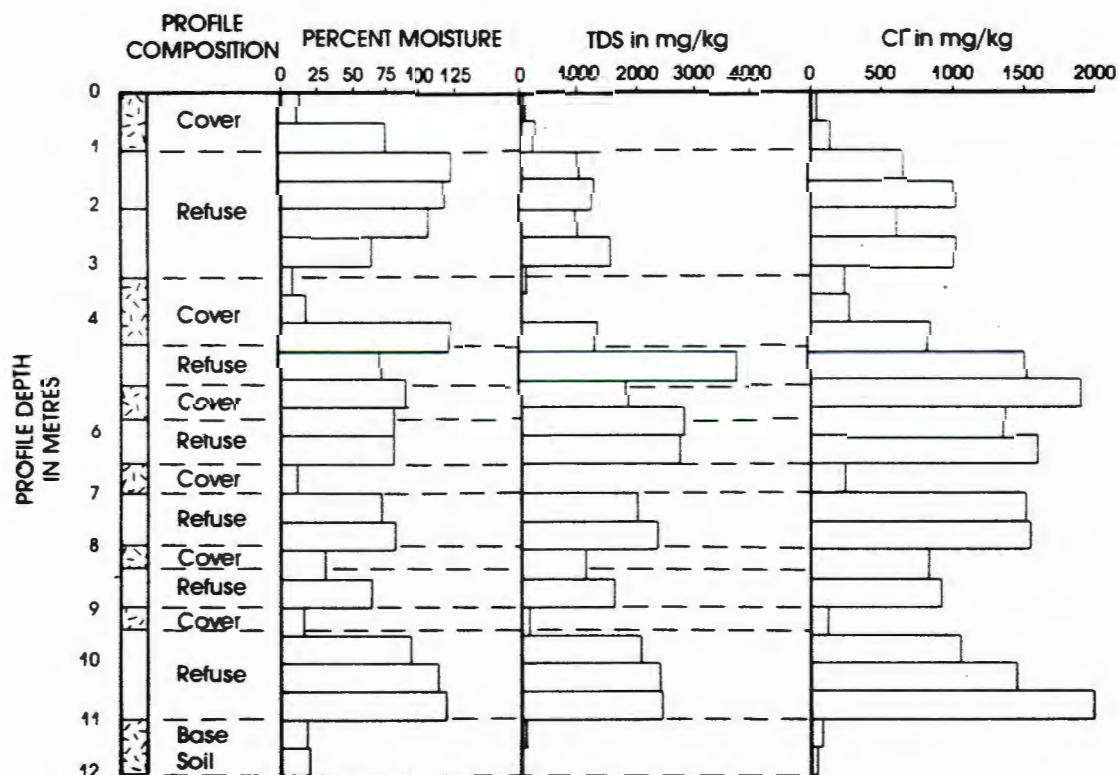 PROFILE
COMPOSITION
PERCENT MOISTURE
TDS in mg/kg
Cl⁻ in mg/kg
0 25 50 75 100 125
0 1000 2000 3000 4000
0 500 1000 1500 2000
PROFILE DEPTH
IN METRES
0
1
2
3
4
6
7
8
9
10
11
12
Cover
Refuse
Cover
Refuse
Cover
Refuse
Cover
Refuse
Cover
Refuse
Cover
Refuse
Base
Soil